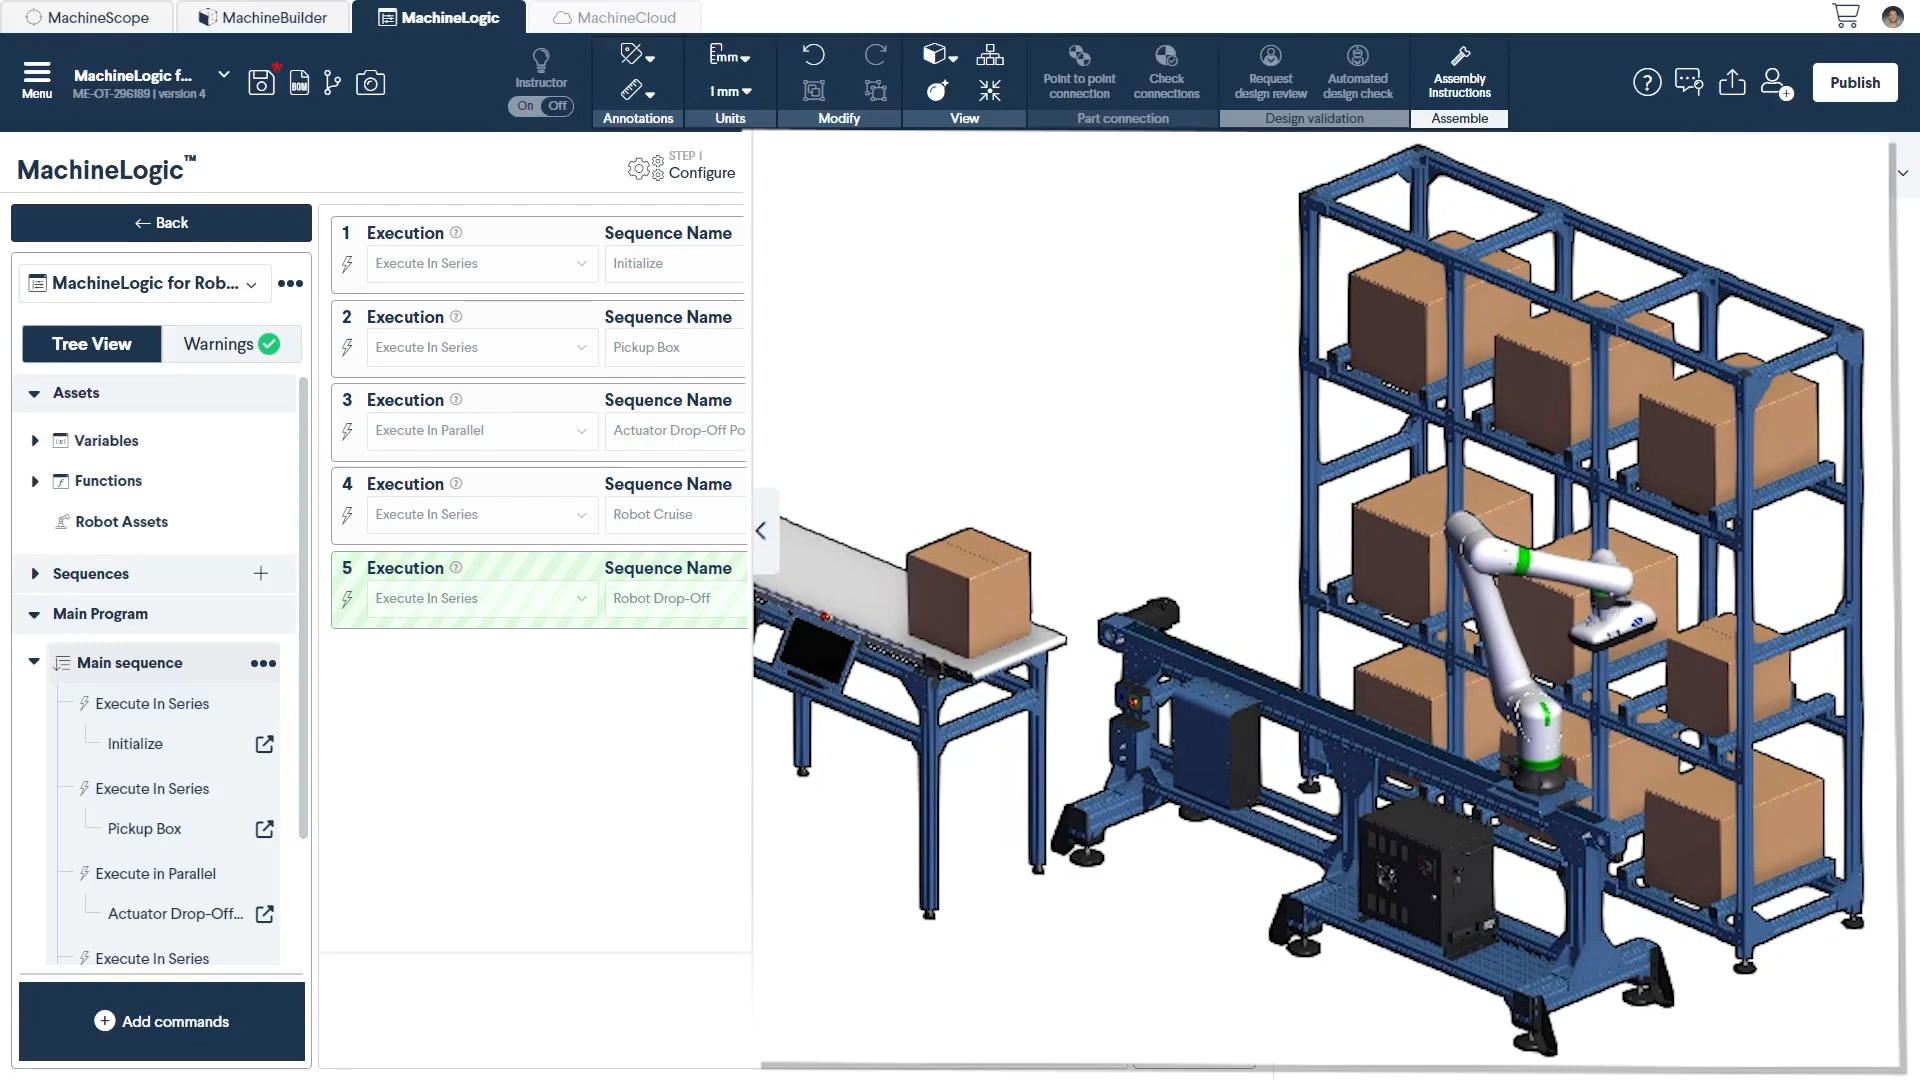 MachineScope
MachineBuilder
MachineLogic
MachineCloud
Menu
MachineLogic f...
ME-OT-296189 | version 4
BOM
Instructor
On Off
Annotations
mm
1 mm
Units
Modify
View
Point to point
connection
Check
connections
Part connection
Request
design review
Automated
design check
Design validation
Assembly
Instructions
Assemble
Publish
MachineLogic™
STEP 1
Configure
← Back
MachineLogic for Rob...
Tree View
Warnings
Assets
Variables
Functions
Robot Assets
Sequences
Main Program
Main sequence
Execute In Series
Initialize
Execute In Series
Pickup Box
Execute in Parallel
Actuator Drop-Off...
Execute In Series
Add commands
1 Execution Sequence Name
Execute In Series Initialize
2 Execution Sequence Name
Execute In Series Pickup Box
3 Execution Sequence Name
Execute In Parallel Actuator Drop-Off Po
4 Execution Sequence Name
Execute In Series Robot Cruise
5 Execution Sequence Name
Execute In Series Robot Drop-Off